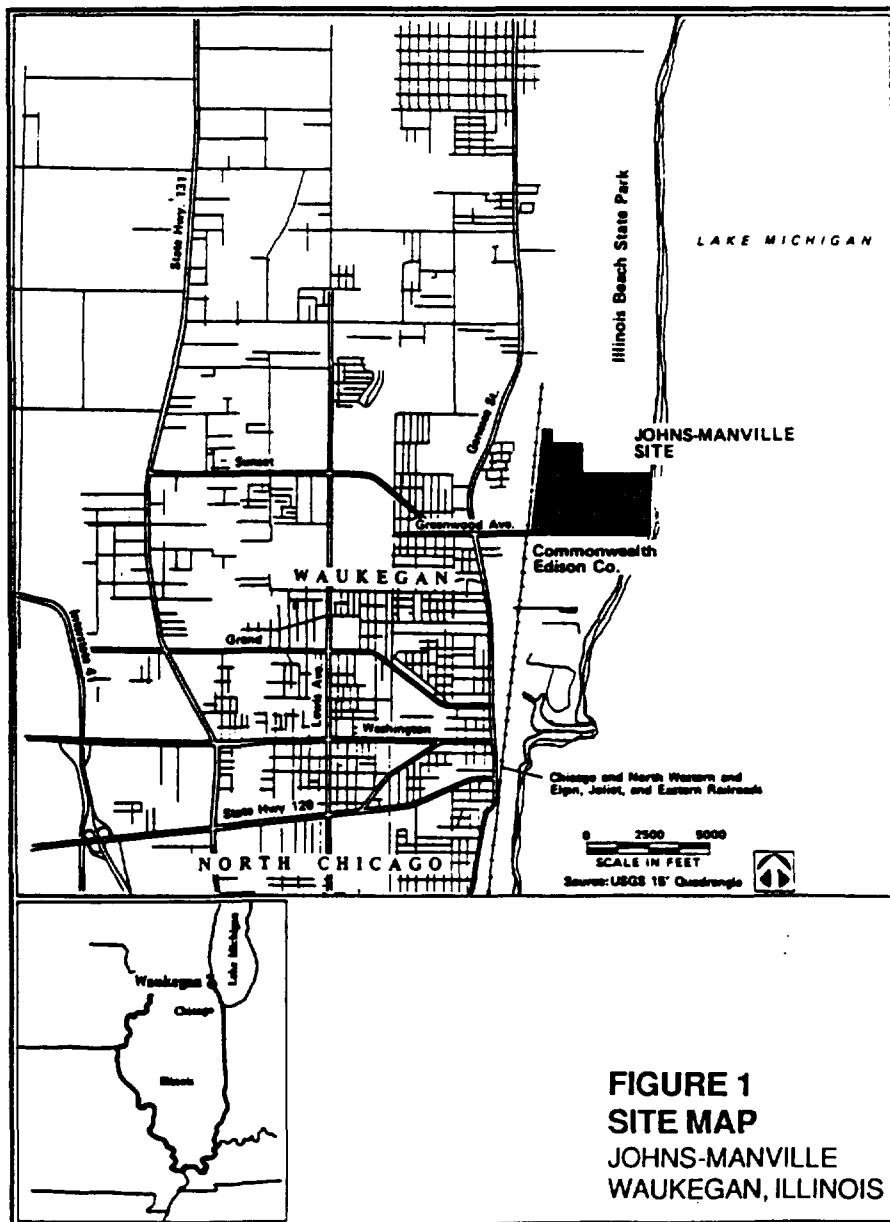 State Hwy. 131
Illinois Beach State Park
LAKE MICHIGAN
Genesee St.
JOHNS-MANVILLE
SITE
Sunset
Greenwood Ave.
Commonwealth
Edison Co.
WAUKEGAN
Interstate 41
Grand
Lewis Ave.
Washington
Chicago and North Western and
Elgin, Joliet, and Eastern Railroads
State Hwy. 120
0 2500 5000
SCALE IN FEET
NORTH CHICAGO
Source: USGS 15' Quadrangle
Lake Michigan
Waukegan
Chicago
Illinois
FIGURE 1
SITE MAP
JOHNS-MANVILLE
WAUKEGAN, ILLINOIS